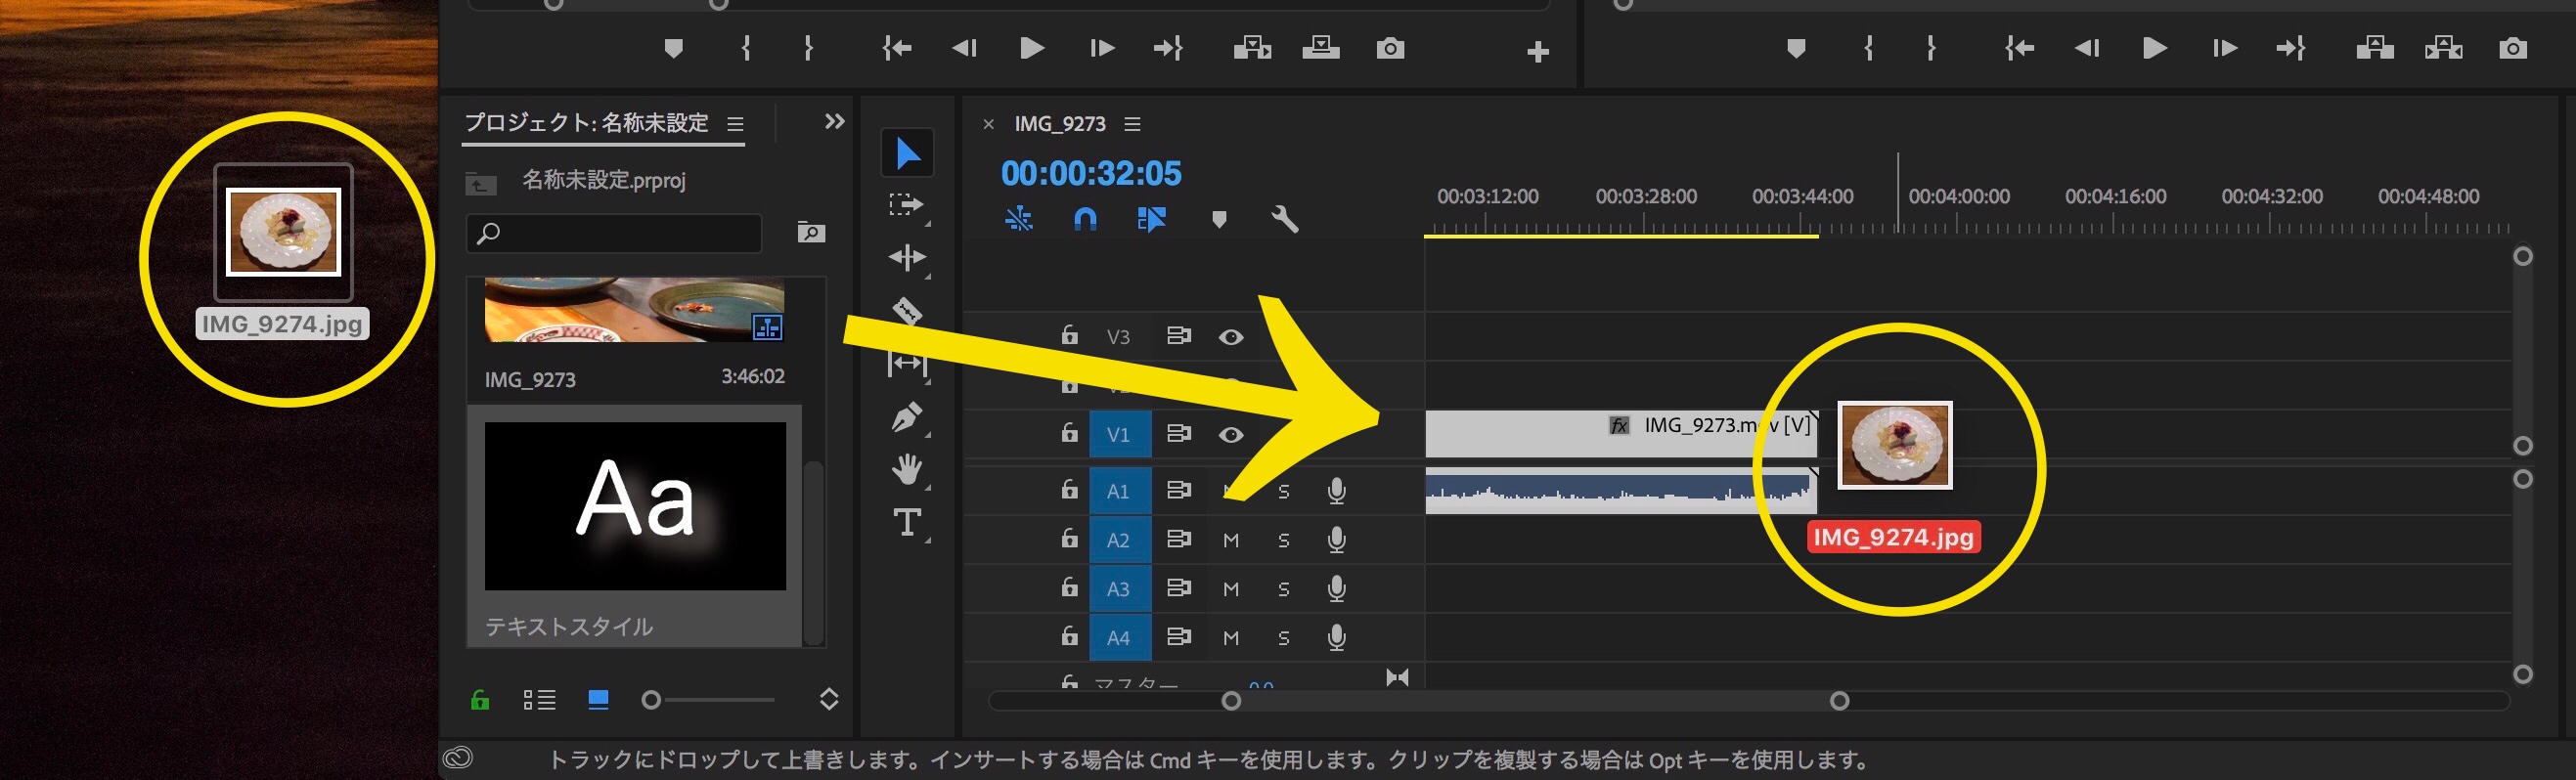 プロジェクト: 名称未設定
名称未設定.prproj
IMG_9274.jpg
IMG_9273
3:46:02
Aa
テキストスタイル
T
IMG_9273
00:00:32:05
00:03:12:00 00:03:28:00 00:03:44:00 00:04:00:00 00:04:16:00 00:04:32:00 00:04:48:00
V3
V1
fx IMG_9273.mov [V]
A1 S
A2 M S
A3 M S
A4 M S
マスター 0.0
IMG_9274.jpg
トラックにドロップして上書きします。インサートする場合は Cmd キーを使用します。クリップを複製する場合は Opt キーを使用します。